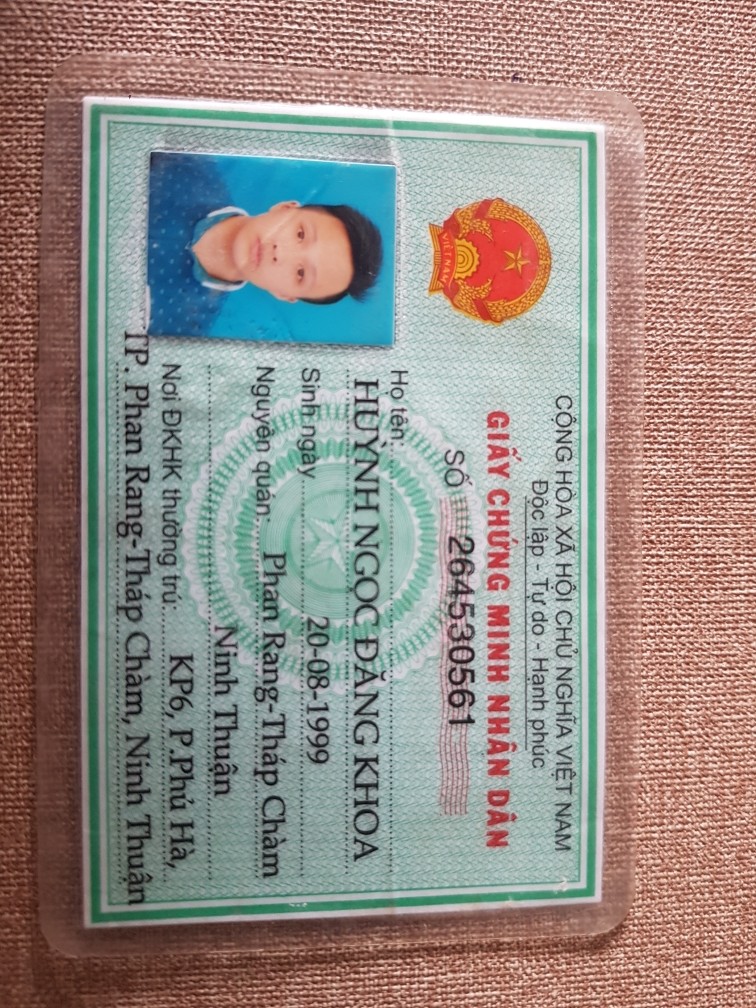 CỘNG HÒA XÃ HỘI CHỦ NGHĨA VIỆT NAM
Độc lập - Tự do - Hạnh phúc
GIẤY CHỨNG MINH NHÂN DÂN
SỐ 264530561
Họ tên: HUỲNH NGỌC ĐĂNG KHOA
Sinh ngày 20-08-1999
Nguyên quán: Phan Rang-Tháp Chàm
Ninh Thuận
Nơi ĐKHK thường trú: KP6, P.Phủ Hà,
TP. Phan Rang-Tháp Chàm, Ninh Thuận
VIỆT NAM